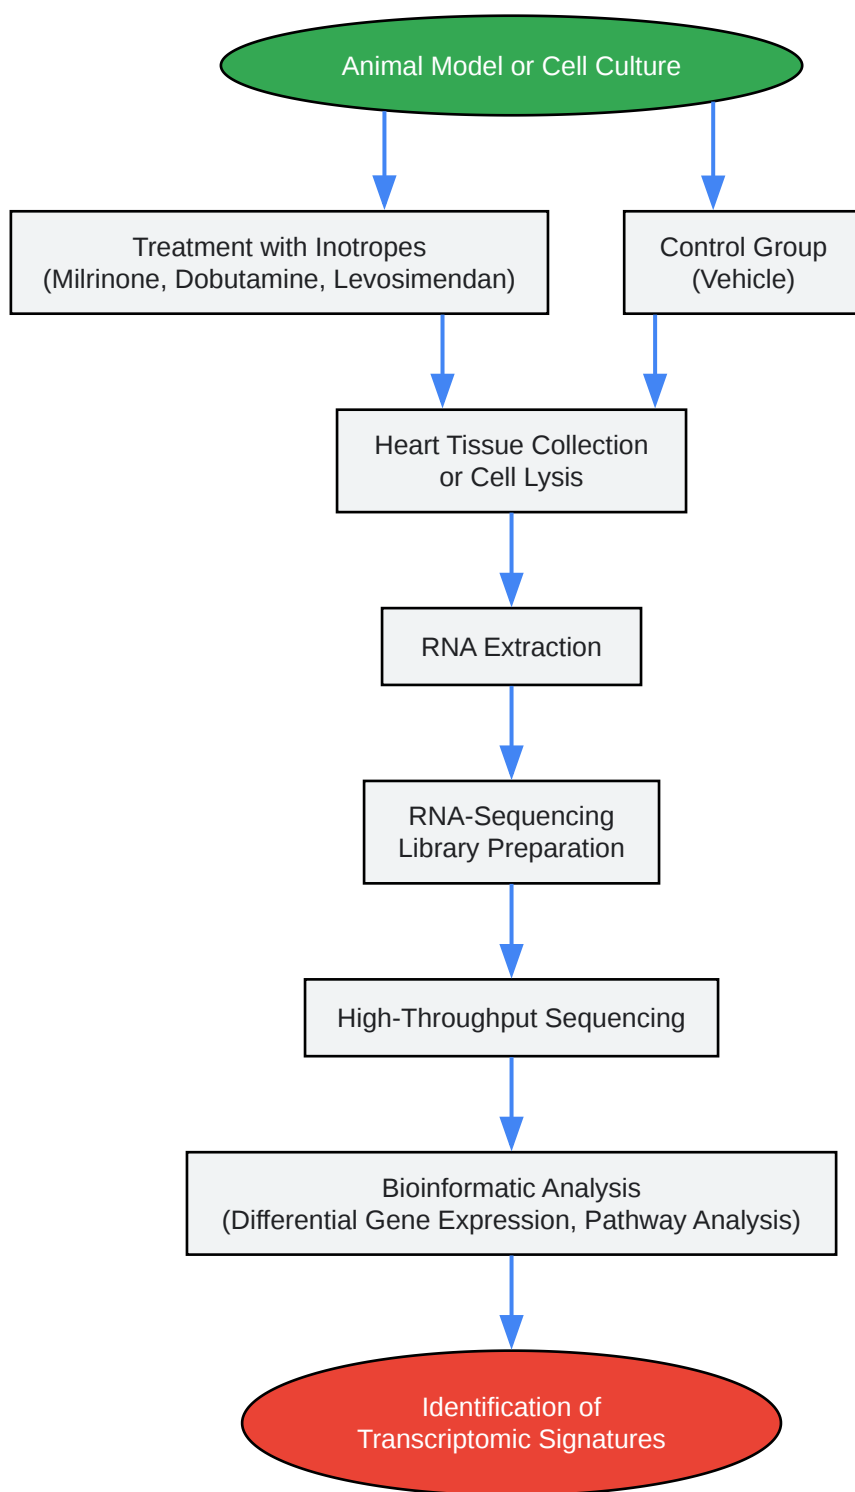 Animal Model or Cell Culture
Treatment with Inotropes
(Milrinone, Dobutamine, Levosimendan)
Control Group
(Vehicle)
Heart Tissue Collection
or Cell Lysis
RNA Extraction
RNA-Sequencing
Library Preparation
High-Throughput Sequencing
Bioinformatic Analysis
(Differential Gene Expression, Pathway Analysis)
Identification of
Transcriptomic Signatures